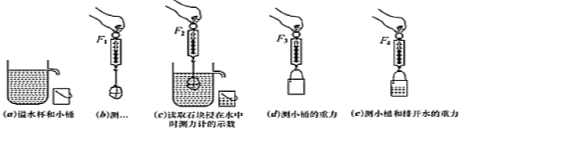 F₁
F₂
F₃
F₄
(a)溢水杯和小桶
(b)测...
(c)读取石块浸在水中
时测力计的示数
(d)测小桶的重力
(e)测小桶和排开水的重力